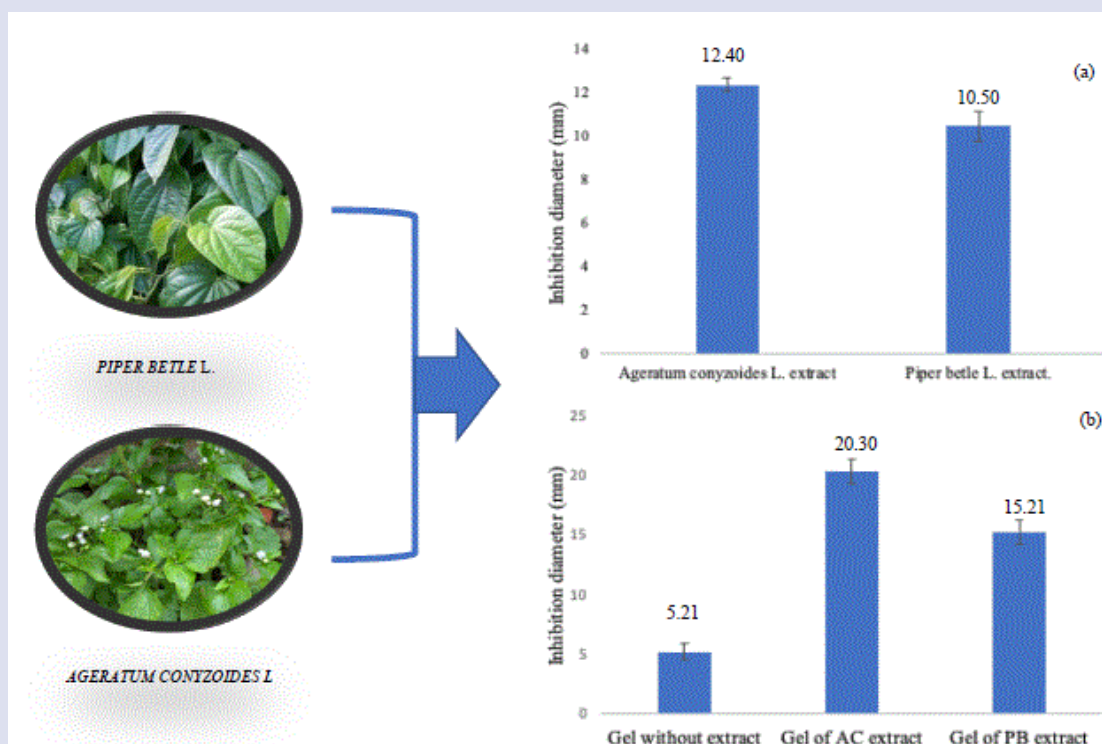 PIPER BETLE L.
AGERATUM CONYZOIDES L
(a)
Inhibition diameter (mm)
14
12
10
8
6
4
2
0
12.40
10.50
Ageratum conyzoides L. extract
Piper betle L. extract.
(b)
Inhibition diameter (mm)
25
20
15
10
5
0
5.21
20.30
15.21
Gel without extract
Gel of AC extract
Gel of PB extract